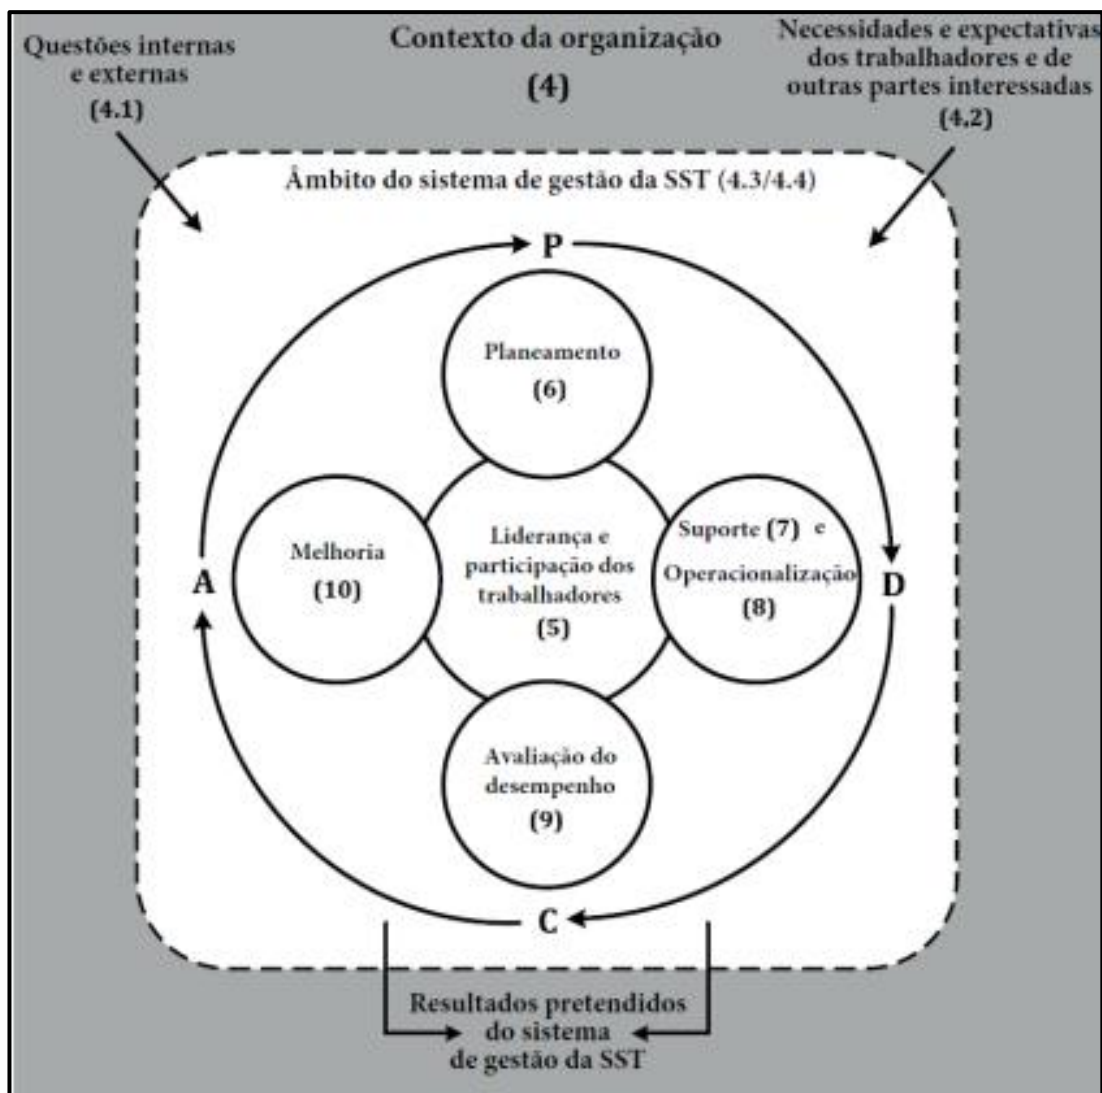 Questões internas
e externas
(4.1)
Contexto da organização
(4)
Necessidades e expectativas
dos trabalhadores e de
outras partes interessadas
(4.2)
Âmbito do sistema de gestão da SST (4.3/4.4)
P
Planeamento
(6)
Melhoria
(10)
A
Liderança e
participação dos
trabalhadores
(5)
Suporte (7) e
Operacionalização
(8)
D
Avaliação do
desempenho
(9)
C
Resultados pretendidos
do sistema
de gestão da SST